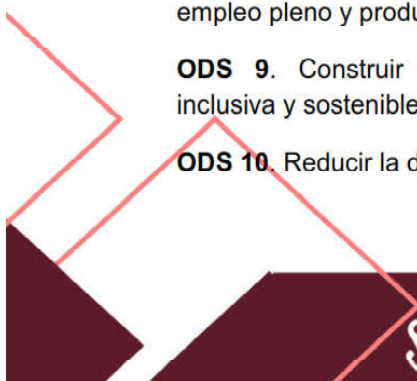 empleo pleno y produ
ODS 9. Construir
inclusiva y sostenible
ODS 10. Reducir la d